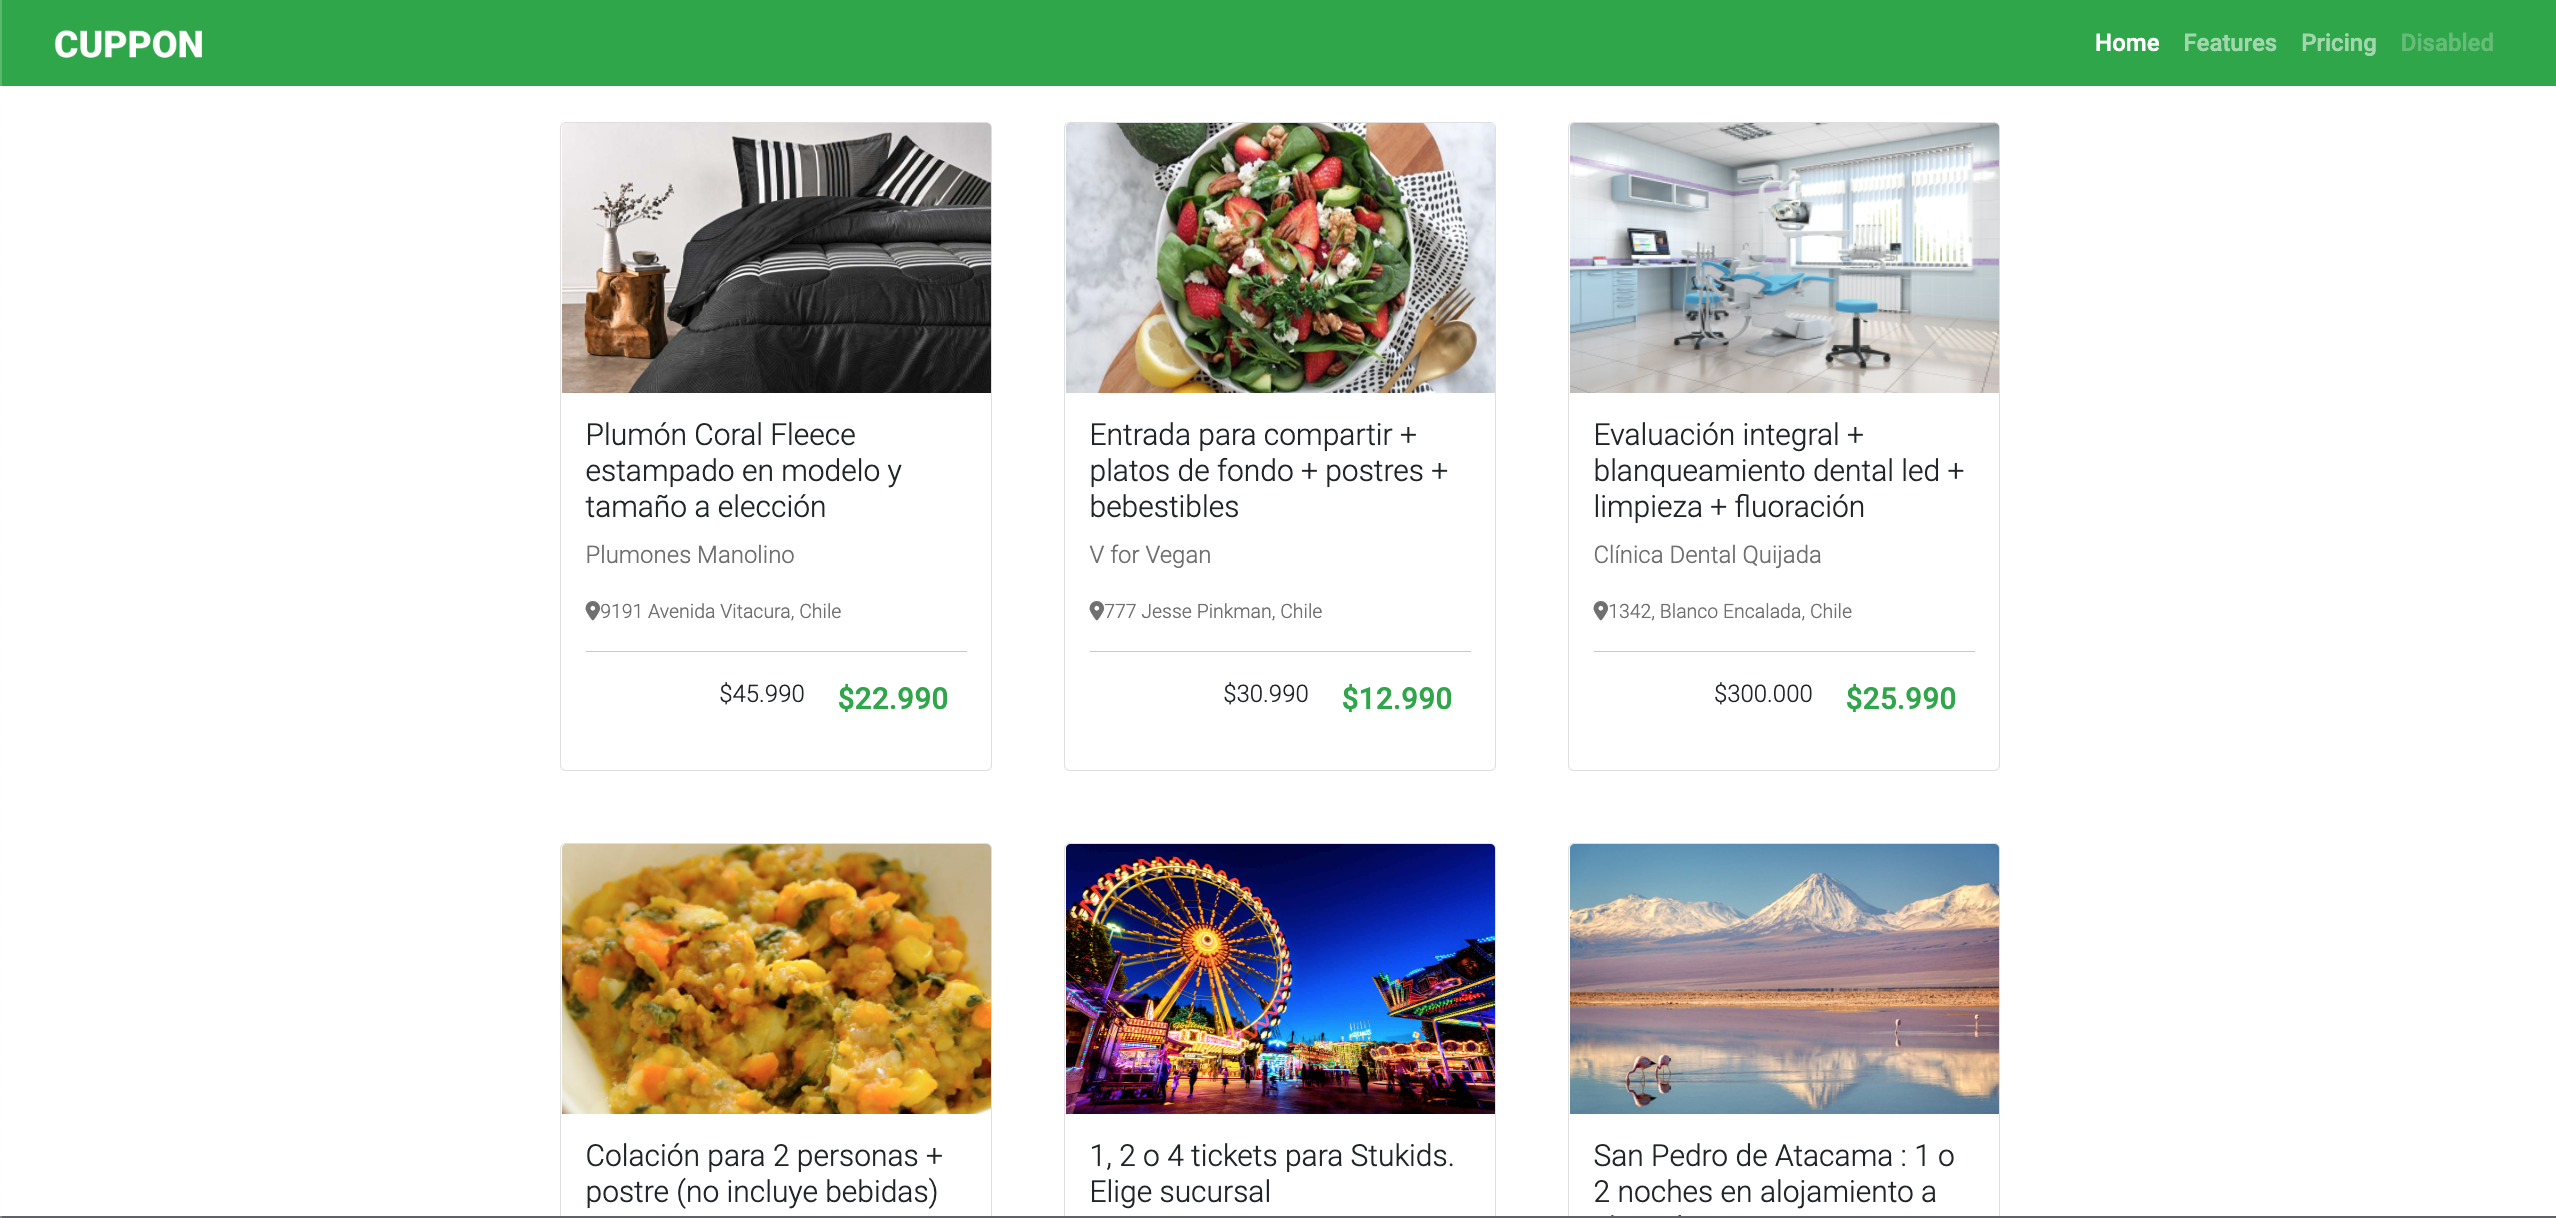 CUPPON
Home Features Pricing Disabled
Plumón Coral Fleece
estampado en modelo y
tamaño a elección
Plumones Manolino
9191 Avenida Vitacura, Chile
$45.990 $22.990
Entrada para compartir +
platos de fondo + postres +
bebestibles
V for Vegan
777 Jesse Pinkman, Chile
$30.990 $12.990
Evaluación integral +
blanqueamiento dental led +
limpieza + fluoración
Clínica Dental Quijada
1342, Blanco Encalada, Chile
$300.000 $25.990
Colación para 2 personas +
postre (no incluye bebidas)
1, 2 o 4 tickets para Stukids.
Elige sucursal
San Pedro de Atacama : 1 o
2 noches en alojamiento a